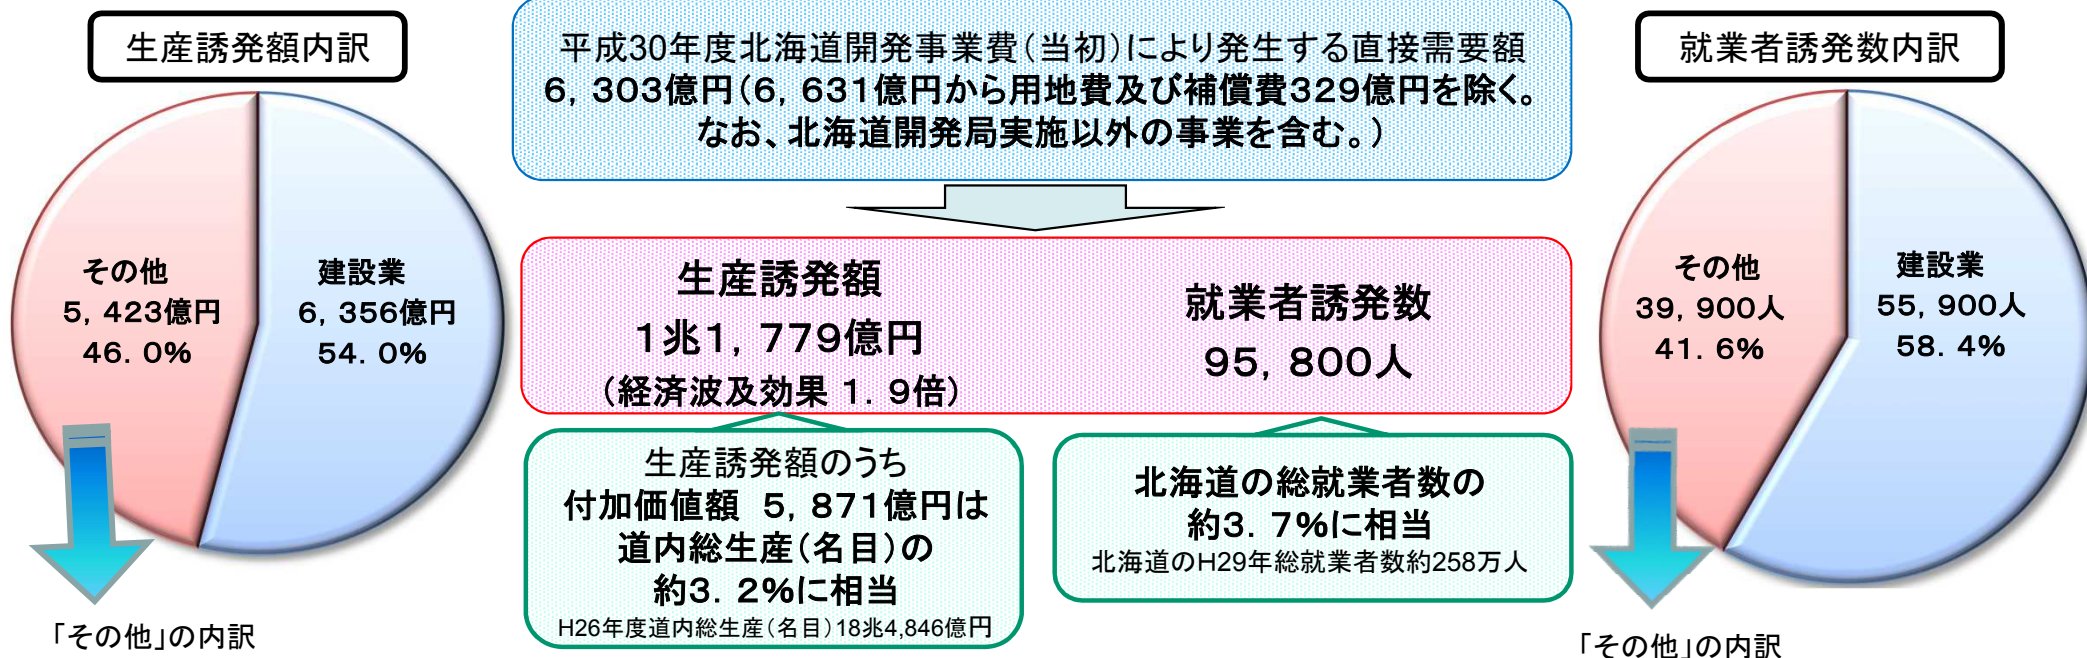 生産誘発額内訳
その他
5，423億円
46．0%
建設業
6，356億円
54．0%
「その他」の内訳
平成30年度北海道開発事業費（当初）により発生する直接需要額
6，303億円（6，631億円から用地費及び補償費329億円を除く。
なお、北海道開発局実施以外の事業を含む。）
生産誘発額
1兆1，779億円
（経済波及効果 1．9倍）
就業者誘発数
95，800人
生産誘発額のうち
付加価値額 5，871億円は
道内総生産（名目）の
約3．2%に相当
H26年度道内総生産（名目）18兆4,846億円
北海道の総就業者数の
約3．7%に相当
北海道のH29年総就業者数約258万人
就業者誘発数内訳
その他
39，900人
41．6%
建設業
55，900人
58．4%
「その他」の内訳